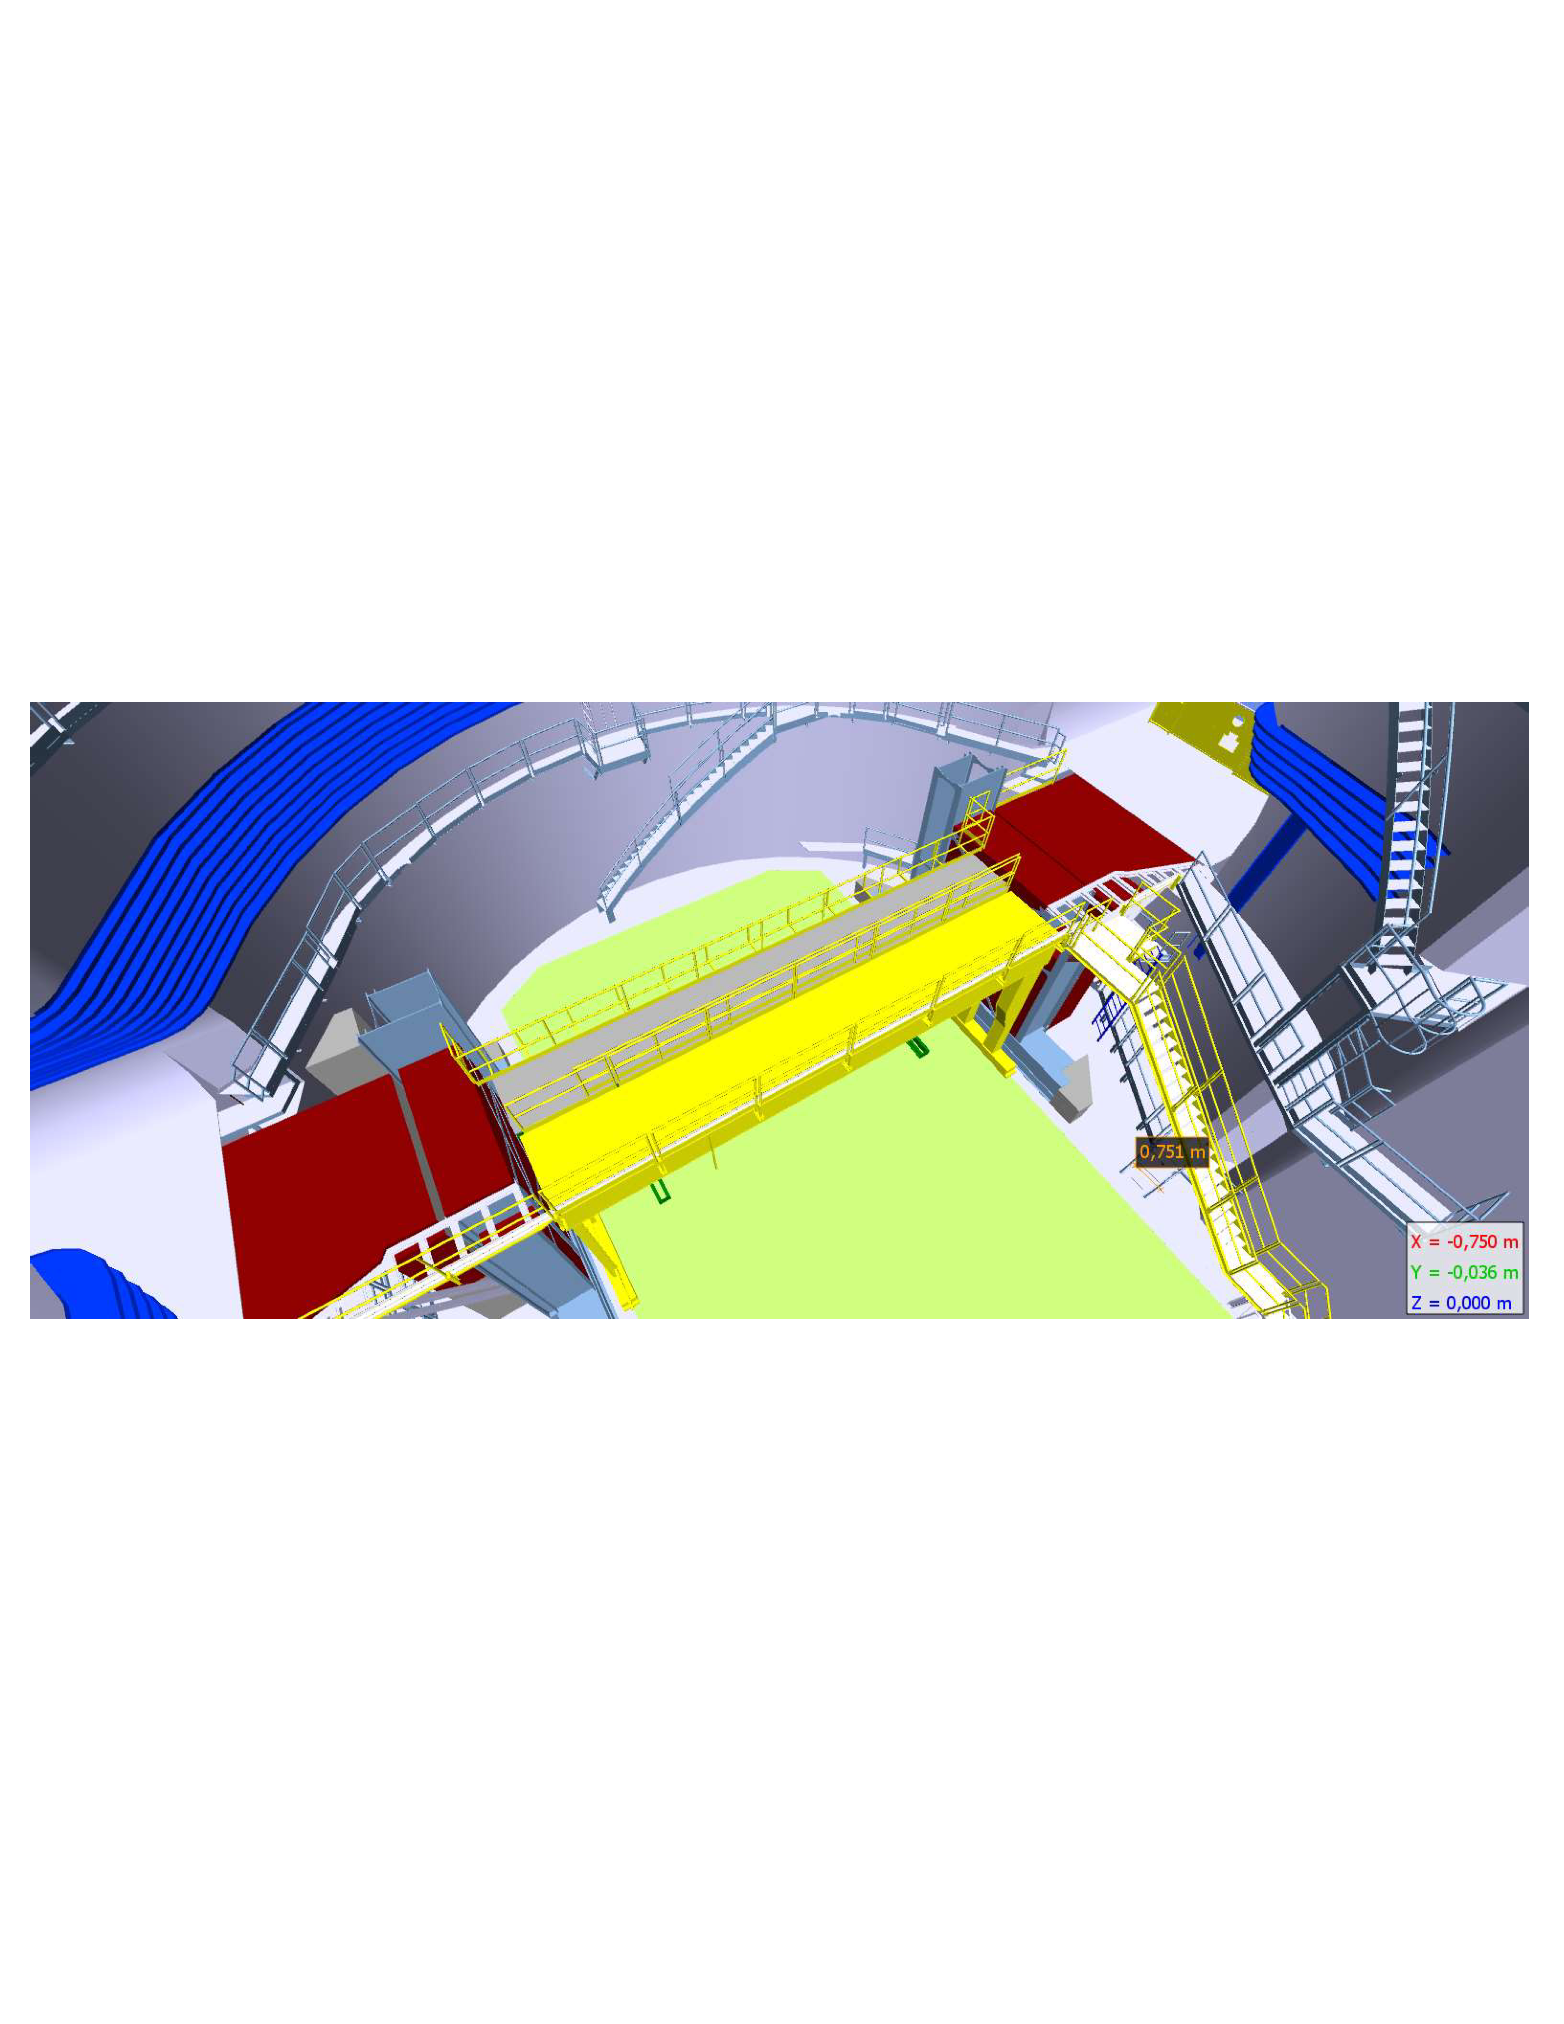 0,751 m
X = -0,750 m
Y = -0,036 m
Z = 0,000 m